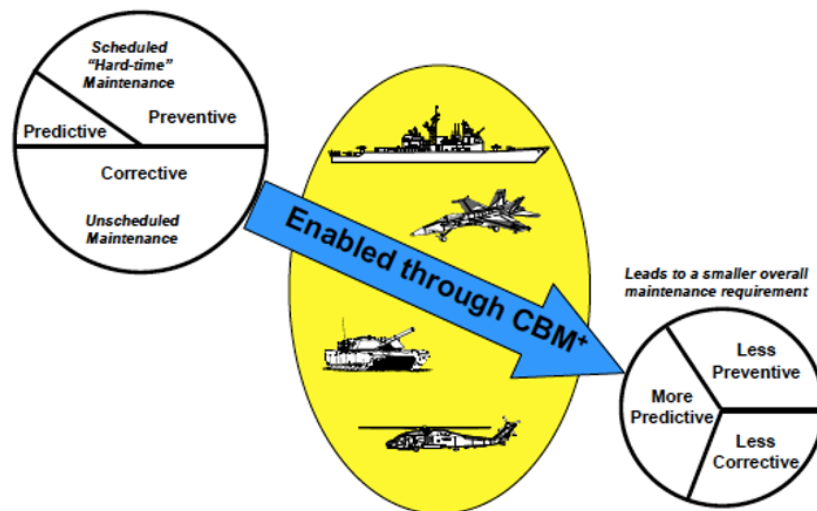 Scheduled
"Hard-time"
Maintenance
Preventive
Predictive
Corrective
Unscheduled
Maintenance
Enabled through CBM⁺
Leads to a smaller overall
maintenance requirement
Less
Preventive
More
Predictive
Less
Corrective